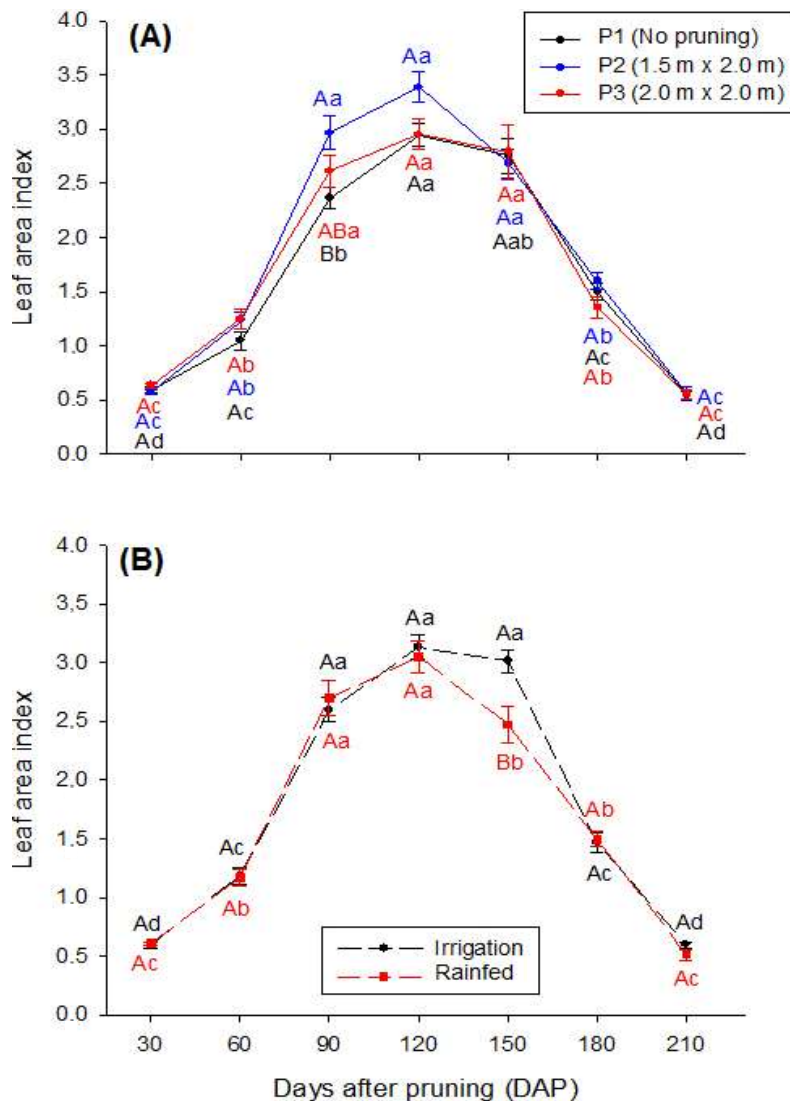 (A)
P1 (No pruning)
P2 (1.5 m x 2.0 m)
P3 (2.0 m x 2.0 m)
Leaf area index
4.0
3.5
3.0
2.5
2.0
1.5
1.0
0.5
0.0
Ac
Ac
Ad
Ab
Ab
Ac
Aa
ABa
Bb
Aa
Aa
Aa
Aa
Aa
Aab
Ab
Ac
Ab
Ac
Ac
Ad
(B)
Leaf area index
4.0
3.5
3.0
2.5
2.0
1.5
1.0
0.5
0.0
Ad
Ac
Ac
Ab
Aa
Aa
Aa
Aa
Aa
Bb
Ab
Ac
Ad
Ac
Irrigation
Rainfed
30 60 90 120 150 180 210
Days after pruning (DAP)